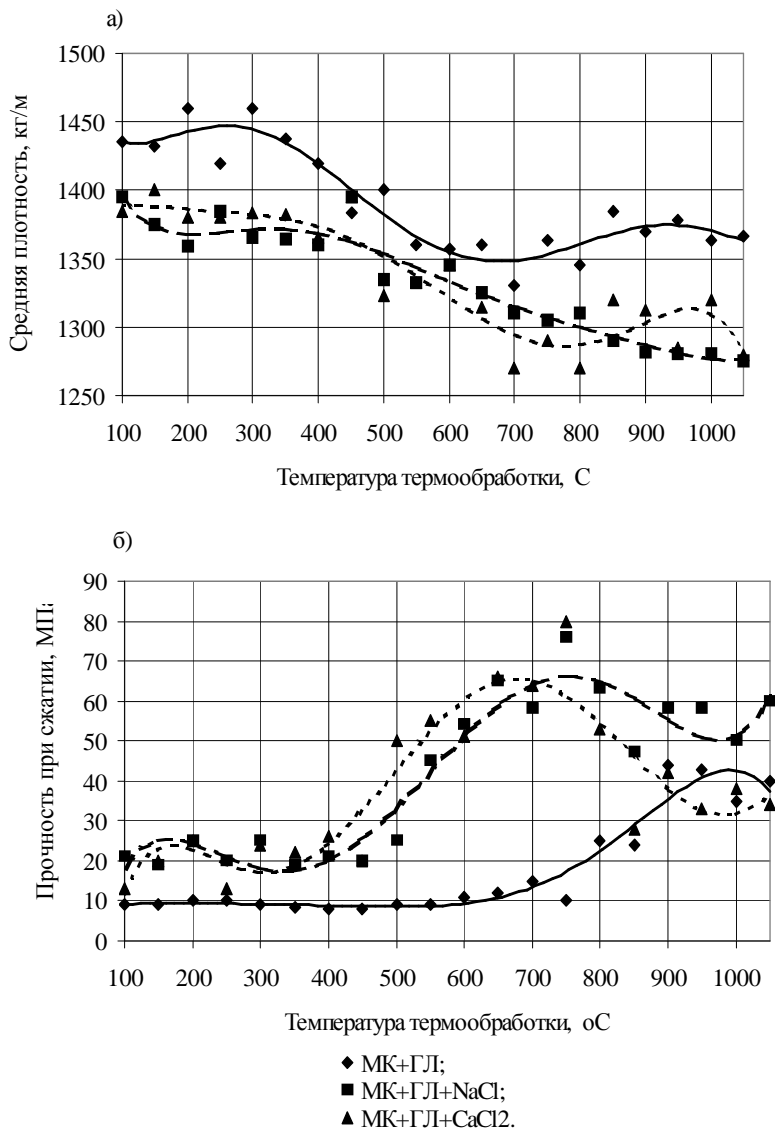 а)
Средняя плотность, кг/м
1500
1450
1400
1350
1300
1250
100 200 300 400 500 600 700 800 900 1000
Температура термообработки, С
б)
Прочность при сжатии, МПа
90
80
70
60
50
40
30
20
10
0
100 200 300 400 500 600 700 800 900 1000
Температура термообработки, оС
МК+ГЛ;
МК+ГЛ+NaCl;
МК+ГЛ+CaCl2.